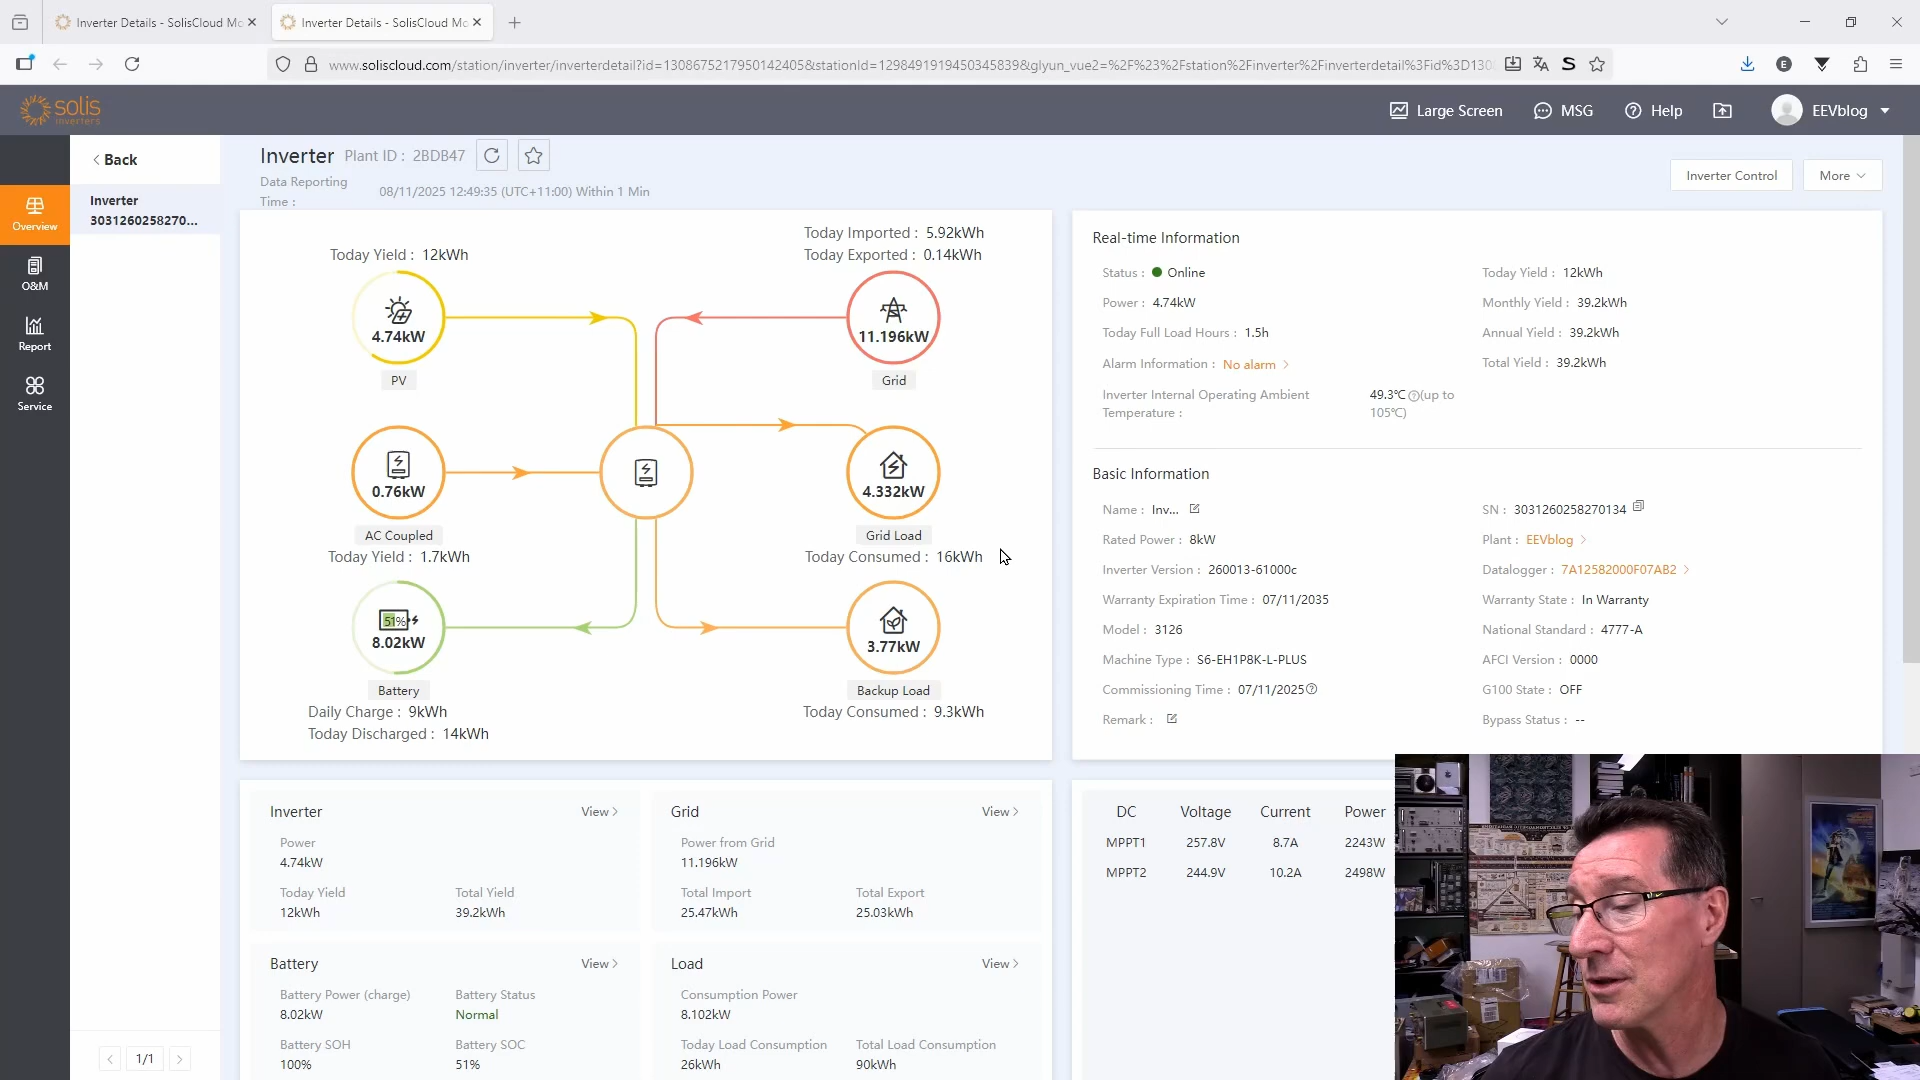 Inverter Details - SolisCloud Mo
Inverter Details - SolisCloud Mo
www.soliscloud.com/station/inverter/inverterdetail?id=1308675217950142405&stationId=1298491919450345839&glyun_vue2=%2F%23%2Fstation%2Finverter%2Finverterdetail%3Fid%3D1308
solis
inverters
Large Screen
MSG
Help
EEVblog
Overview
O&M
Report
Service
Back
Inverter
3031260258270...
1/1
Inverter
Plant ID : 2BDB47
Data Reporting
Time :
08/11/2025 12:49:35 (UTC+11:00) Within 1 Min
Inverter Control
More
Today Yield : 12kWh
4.74kW
PV
Today Imported : 5.92kWh
Today Exported : 0.14kWh
11.196kW
Grid
0.76kW
AC Coupled
Today Yield : 1.7kWh
4.332kW
Grid Load
Today Consumed : 16kWh
51%
8.02kW
Battery
Daily Charge : 9kWh
Today Discharged : 14kWh
3.77kW
Backup Load
Today Consumed : 9.3kWh
Real-time Information
Status : Online
Today Yield : 12kWh
Power : 4.74kW
Monthly Yield : 39.2kWh
Today Full Load Hours : 1.5h
Annual Yield : 39.2kWh
Alarm Information : No alarm
Total Yield : 39.2kWh
Inverter Internal Operating Ambient
Temperature :
49.3℃ (up to
105℃)
Basic Information
Name : Inv...
SN : 3031260258270134
Rated Power : 8kW
Plant : EEVblog
Inverter Version : 260013-61000c
Datalogger : 7A12582000F07AB2
Warranty Expiration Time : 07/11/2035
Warranty State : In Warranty
Model : 3126
National Standard : 4777-A
Machine Type : S6-EH1P8K-L-PLUS
AFCI Version : 0000
Commissioning Time : 07/11/2025
G100 State : OFF
Remark :
Bypass Status : --
Inverter
View
Power
4.74kW
Today Yield
Total Yield
12kWh
39.2kWh
Grid
View
Power from Grid
11.196kW
Total Import
Total Export
25.47kWh
25.03kWh
Battery
View
Battery Power (charge)
Battery Status
8.02kW
Normal
Battery SOH
Battery SOC
100%
51%
Load
View
Consumption Power
8.102kW
Today Load Consumption
Total Load Consumption
26kWh
90kWh
DC Voltage Current Power
MPPT1 257.8V 8.7A 2243W
MPPT2 244.9V 10.2A 2498W